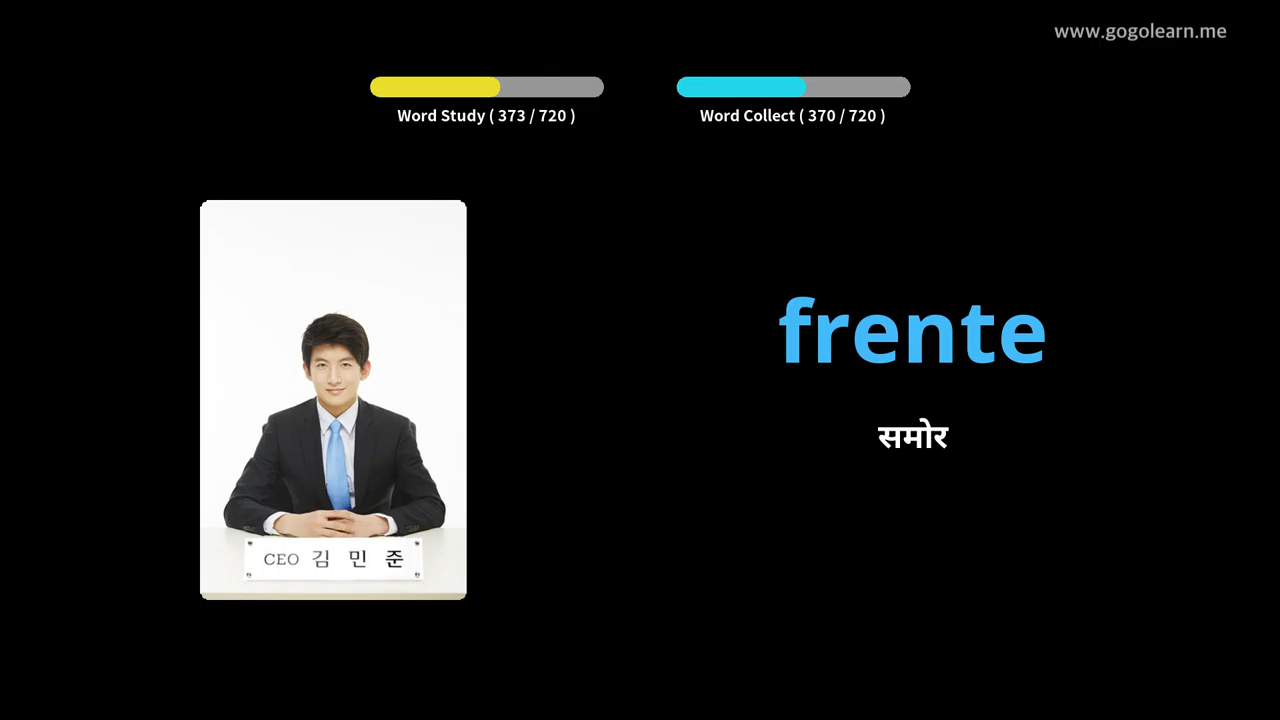 www.gogolearn.me
Word Study ( 373 / 720 )
Word Collect ( 370 / 720 )
frente
समोर
CEO 김 민 준